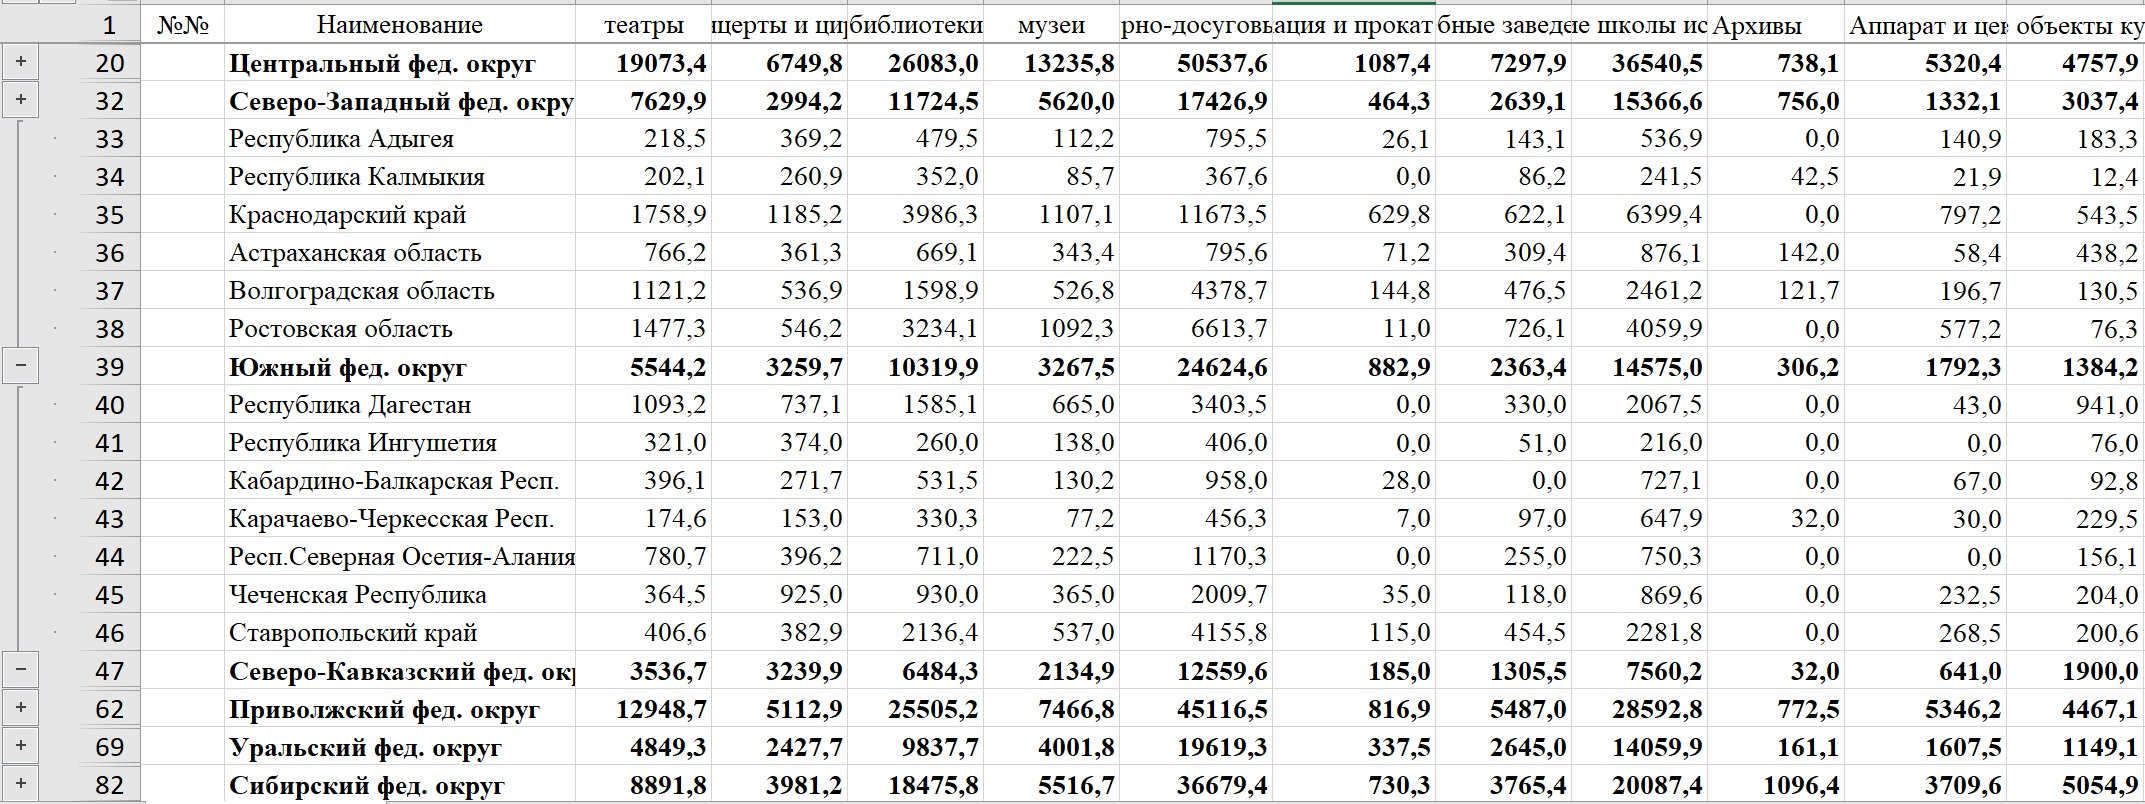 1 №№ Наименование театры церты и цир библиотеки музеи рно-досуговы ация и прокат бные заведе ие школы ис Архивы Аппарат и цен объекты ку
20 Центральный фед. округ 19073,4 6749,8 26083,0 13235,8 50537,6 1087,4 7297,9 36540,5 738,1 5320,4 4757,9
32 Северо-Западный фед. окру 7629,9 2994,2 11724,5 5620,0 17426,9 464,3 2639,1 15366,6 756,0 1332,1 3037,4
33 Республика Адыгея 218,5 369,2 479,5 112,2 795,5 26,1 143,1 536,9 0,0 140,9 183,3
34 Республика Калмыкия 202,1 260,9 352,0 85,7 367,6 0,0 86,2 241,5 42,5 21,9 12,4
35 Краснодарский край 1758,9 1185,2 3986,3 1107,1 11673,5 629,8 622,1 6399,4 0,0 797,2 543,5
36 Астраханская область 766,2 361,3 669,1 343,4 795,6 71,2 309,4 876,1 142,0 58,4 438,2
37 Волгоградская область 1121,2 536,9 1598,9 526,8 4378,7 144,8 476,5 2461,2 121,7 196,7 130,5
38 Ростовская область 1477,3 546,2 3234,1 1092,3 6613,7 11,0 726,1 4059,9 0,0 577,2 76,3
39 Южный фед. округ 5544,2 3259,7 10319,9 3267,5 24624,6 882,9 2363,4 14575,0 306,2 1792,3 1384,2
40 Республика Дагестан 1093,2 737,1 1585,1 665,0 3403,5 0,0 330,0 2067,5 0,0 43,0 941,0
41 Республика Ингушетия 321,0 374,0 260,0 138,0 406,0 0,0 51,0 216,0 0,0 0,0 76,0
42 Кабардино-Балкарская Респ. 396,1 271,7 531,5 130,2 958,0 28,0 0,0 727,1 0,0 67,0 92,8
43 Карачаево-Черкесская Респ. 174,6 153,0 330,3 77,2 456,3 7,0 97,0 647,9 32,0 30,0 229,5
44 Респ.Северная Осетия-Алания 780,7 396,2 711,0 222,5 1170,3 0,0 255,0 750,3 0,0 0,0 156,1
45 Чеченская Республика 364,5 925,0 930,0 365,0 2009,7 35,0 118,0 869,6 0,0 232,5 204,0
46 Ставропольский край 406,6 382,9 2136,4 537,0 4155,8 115,0 454,5 2281,8 0,0 268,5 200,6
47 Северо-Кавказский фед. окр 3536,7 3239,9 6484,3 2134,9 12559,6 185,0 1305,5 7560,2 32,0 641,0 1900,0
62 Приволжский фед. округ 12948,7 5112,9 25505,2 7466,8 45116,5 816,9 5487,0 28592,8 772,5 5346,2 4467,1
69 Уральский фед. округ 4849,3 2427,7 9837,7 4001,8 19619,3 337,5 2645,0 14059,9 161,1 1607,5 1149,1
82 Сибирский фед. округ 8891,8 3981,2 18475,8 5516,7 36679,4 730,3 3765,4 20087,4 1096,4 3709,6 5054,9